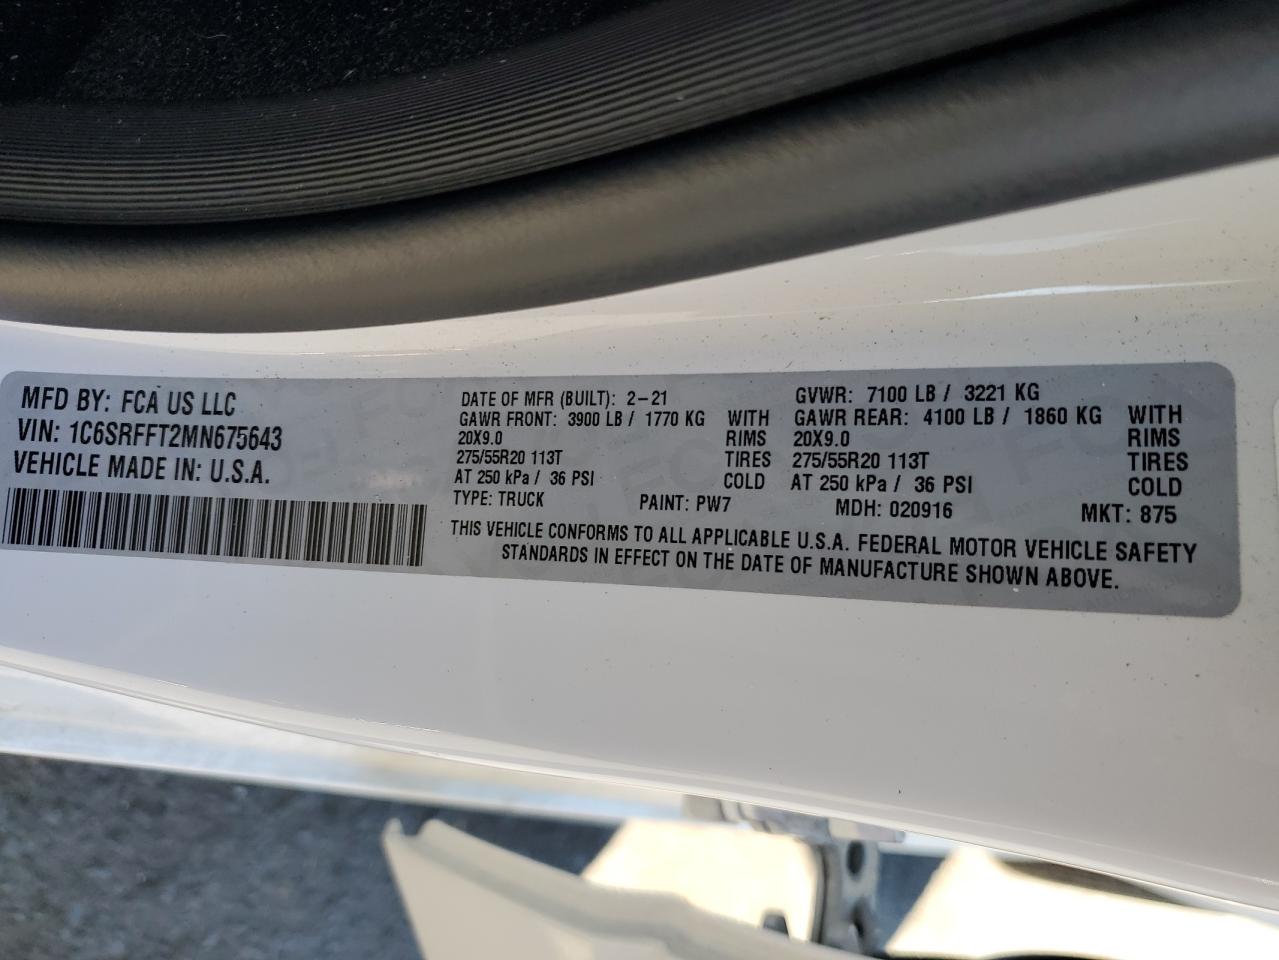 MFD BY: FCA US LLC
VIN: 1C6SRFFT2MN675643
VEHICLE MADE IN: U.S.A.
DATE OF MFR (BUILT): 2-21 GVWR: 7100 LB / 3221 KG
GAWR FRONT: 3900 LB / 1770 KG WITH GAWR REAR: 4100 LB / 1860 KG WITH
20X9.0 RIMS 20X9.0 RIMS
275/55R20 113T TIRES 275/55R20 113T TIRES
AT 250 kPa / 36 PSI COLD AT 250 kPa / 36 PSI COLD
TYPE: TRUCK PAINT: PW7 MDH: 020916 MKT: 875
THIS VEHICLE CONFORMS TO ALL APPLICABLE U.S.A. FEDERAL MOTOR VEHICLE SAFETY
STANDARDS IN EFFECT ON THE DATE OF MANUFACTURE SHOWN ABOVE.